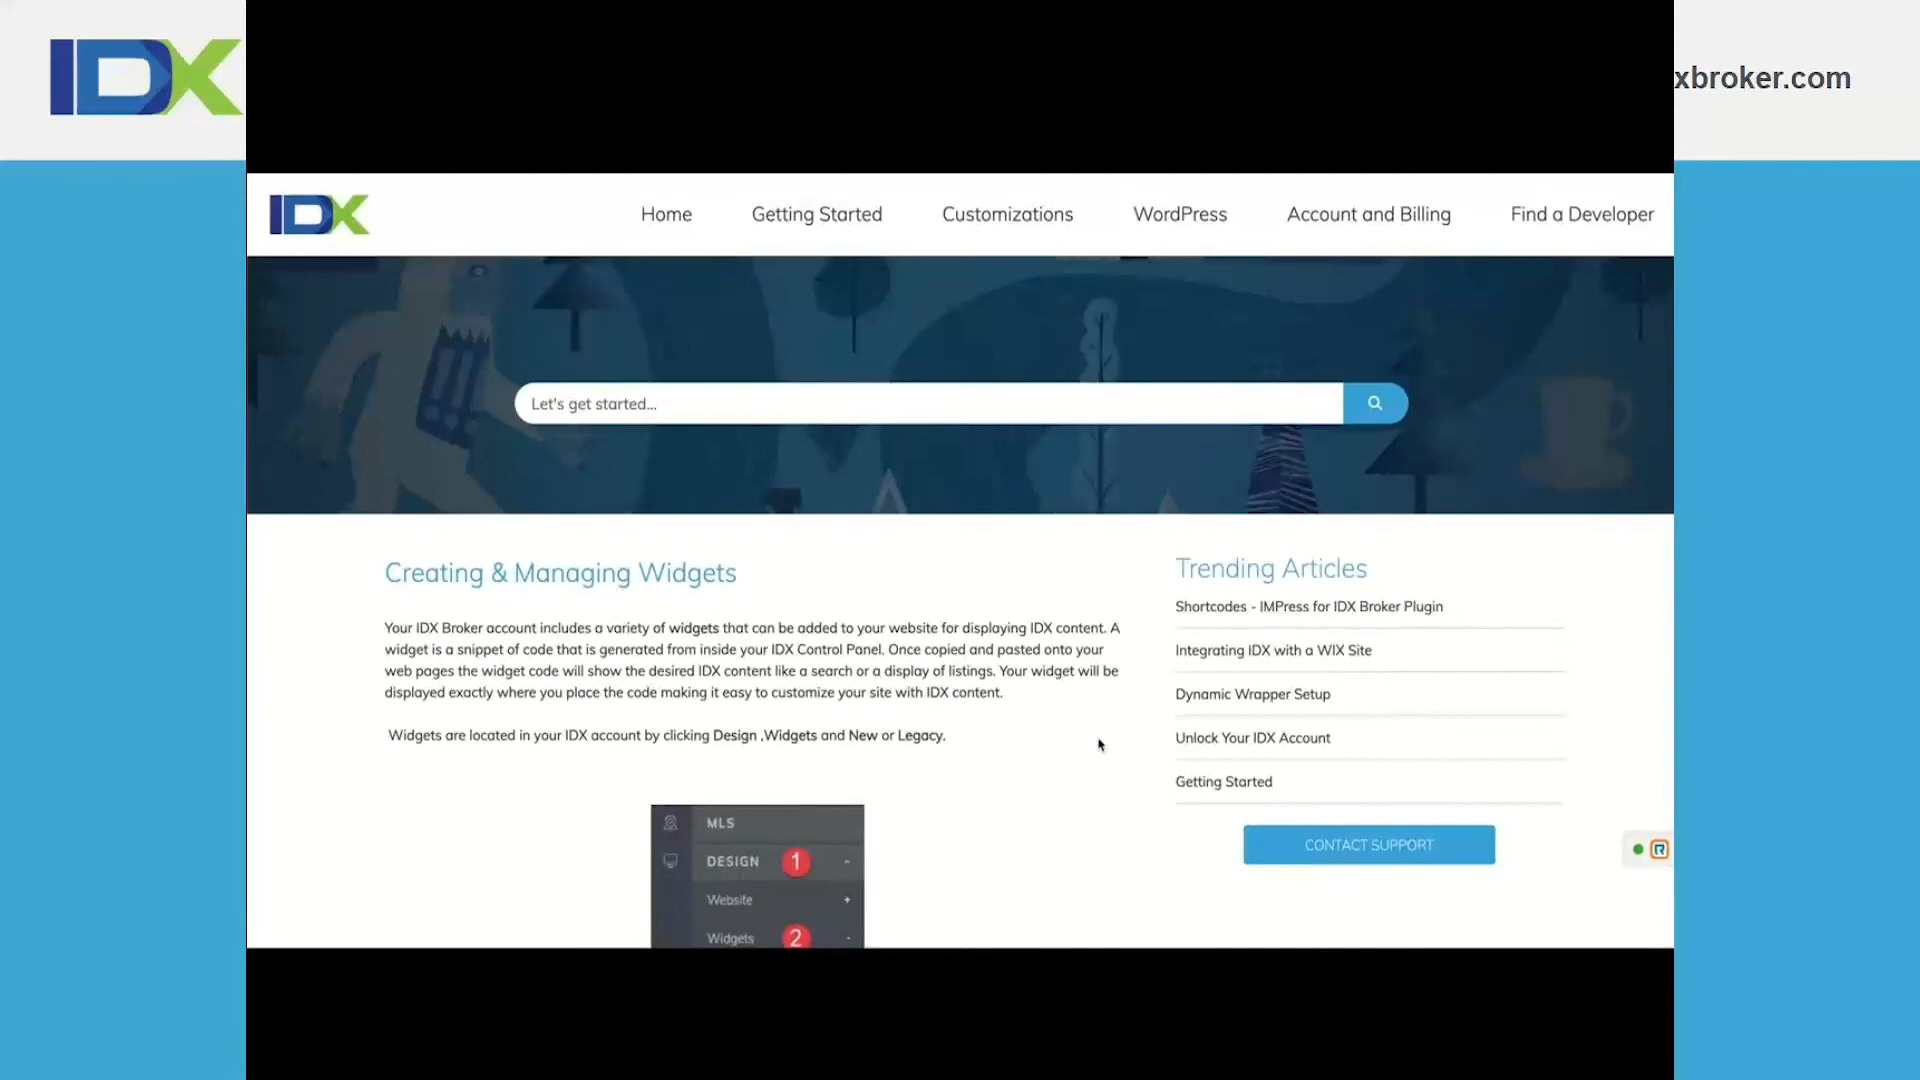 IDX
xbroker.com
IDX
Home Getting Started Customizations WordPress Account and Billing Find a Developer
Let's get started...
Creating & Managing Widgets
Your IDX Broker account includes a variety of widgets that can be added to your website for displaying IDX content. A
widget is a snippet of code that is generated from inside your IDX Control Panel. Once copied and pasted onto your
web pages the widget code will show the desired IDX content like a search or a display of listings. Your widget will be
displayed exactly where you place the code making it easy to customize your site with IDX content.
Widgets are located in your IDX account by clicking Design ,Widgets and New or Legacy.
MLS
DESIGN 1 -
Website +
Widgets 2 -
Trending Articles
Shortcodes - IMPress for IDX Broker Plugin
Integrating IDX with a WIX Site
Dynamic Wrapper Setup
Unlock Your IDX Account
Getting Started
CONTACT SUPPORT
R